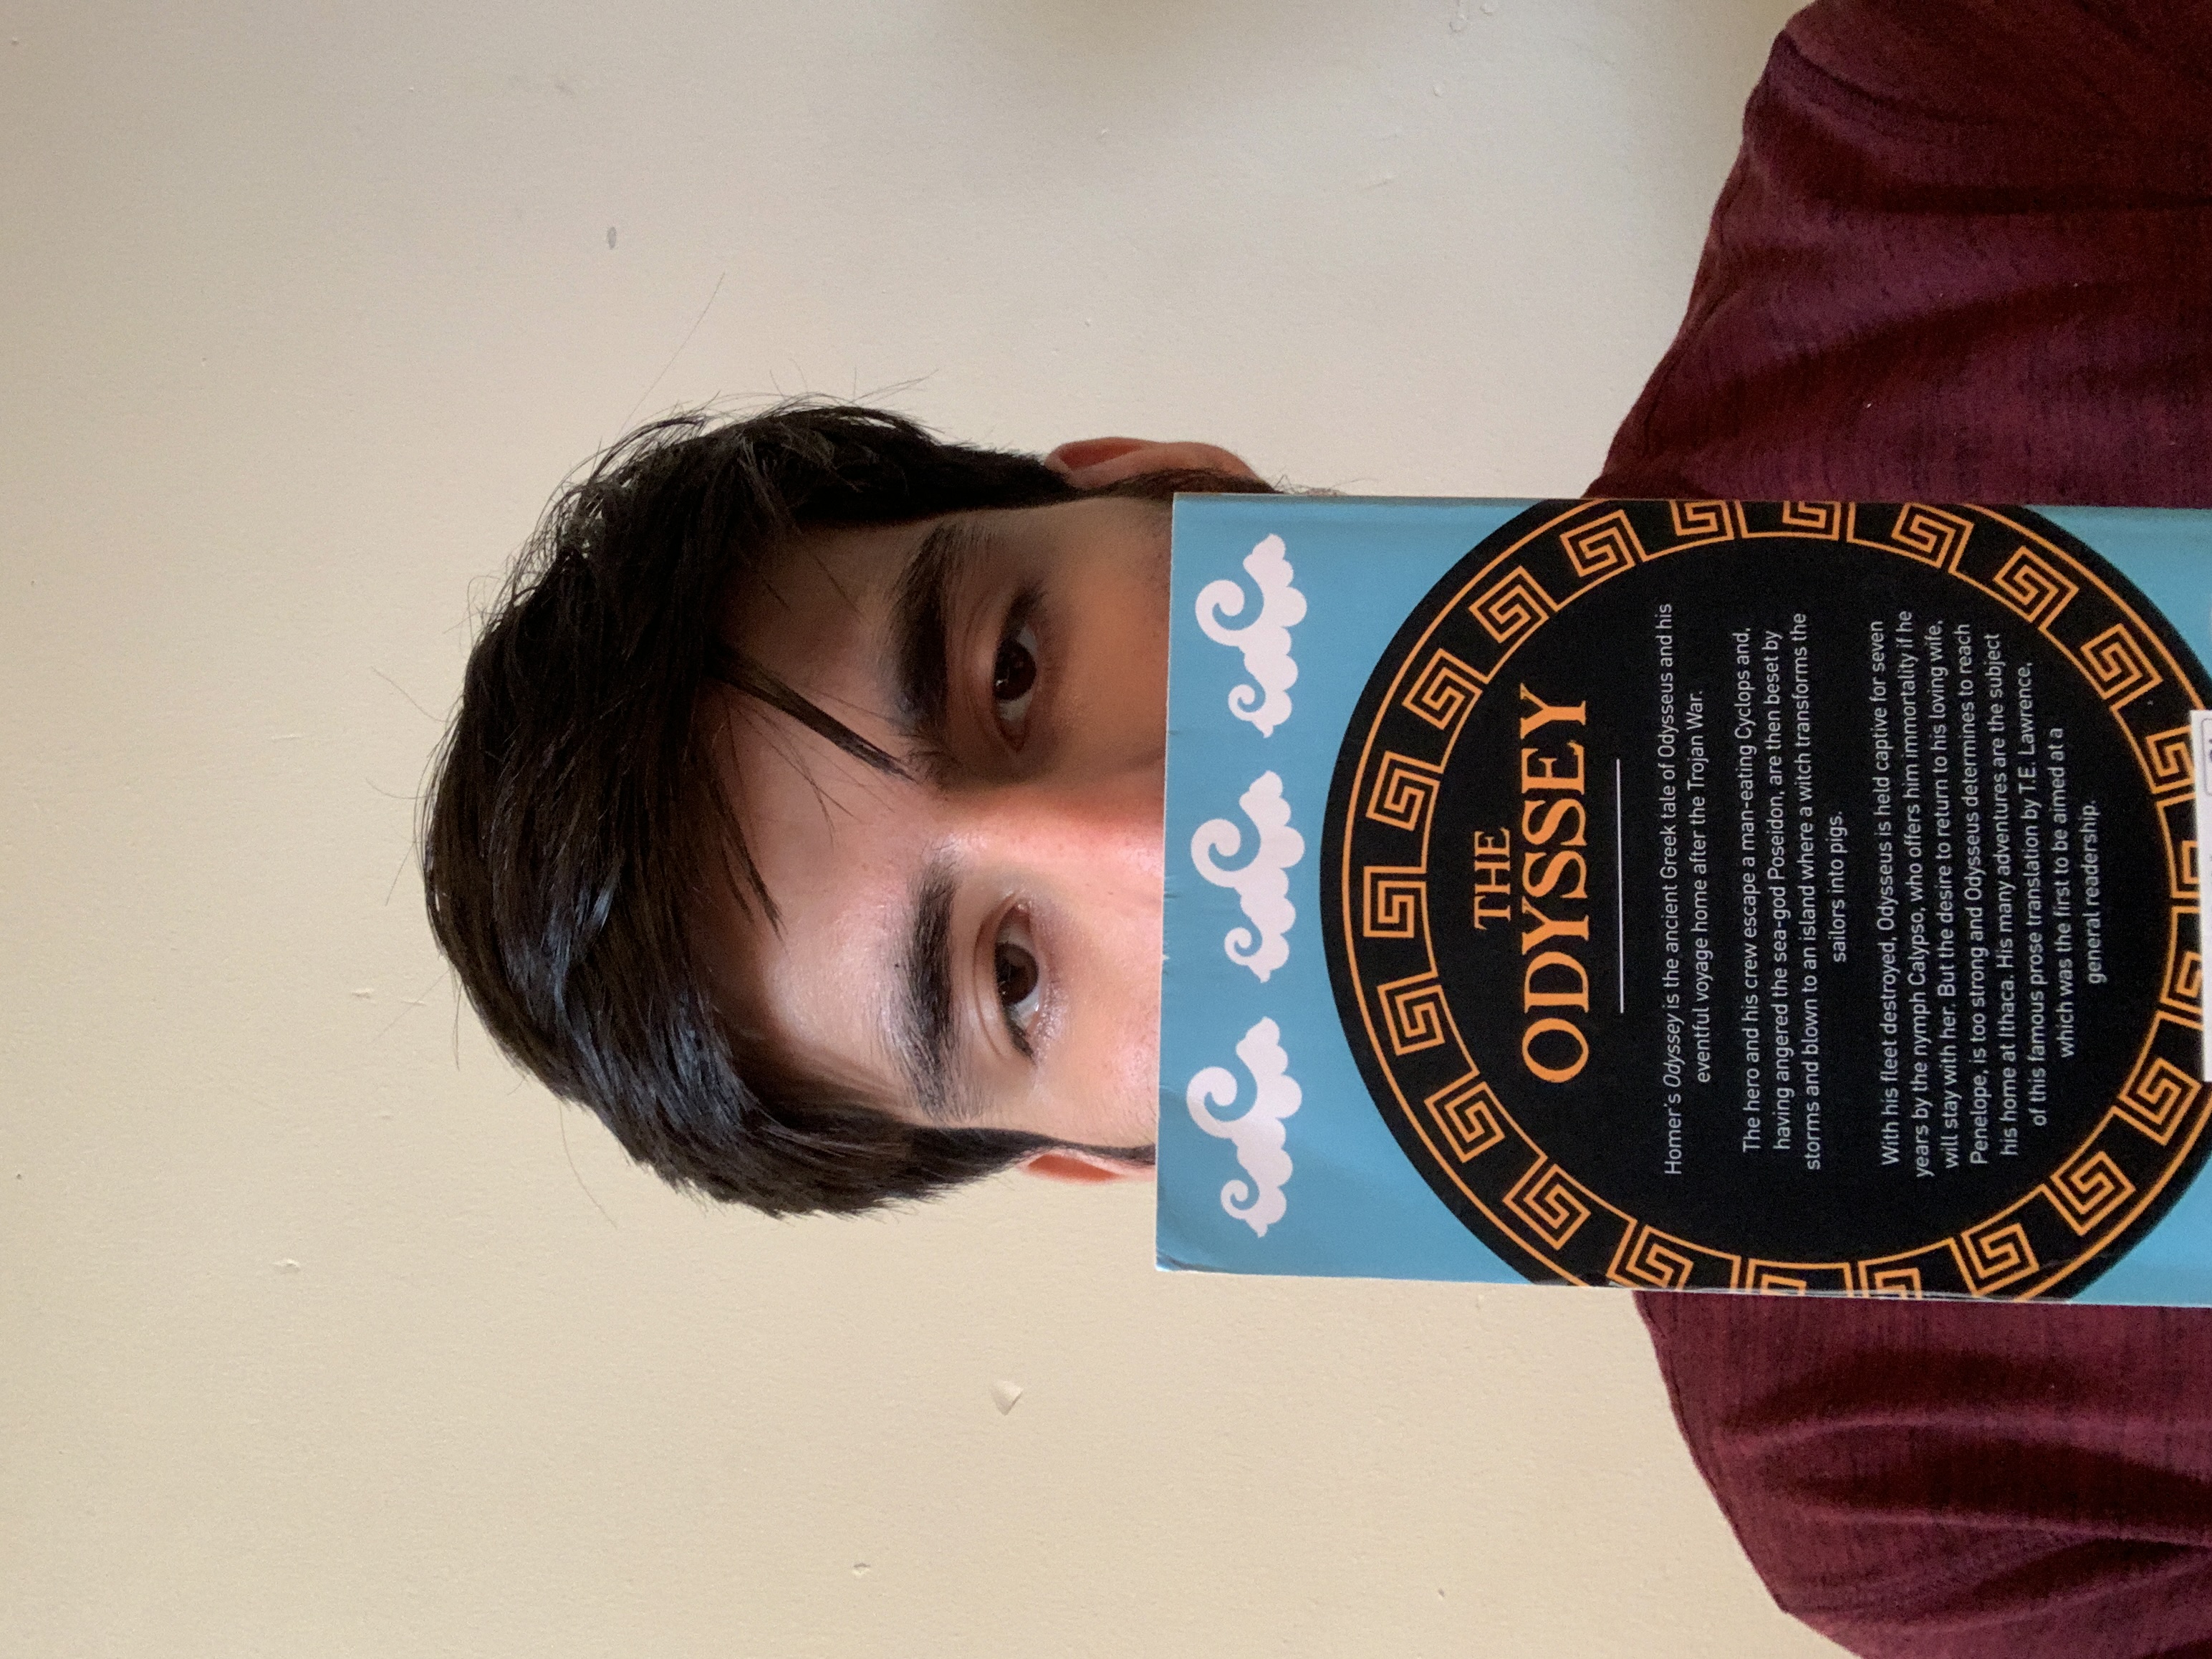 THE
ODYSSEY
Homer's Odyssey is the ancient Greek tale of Odysseus and his
eventful voyage home after the Trojan War.
The hero and his crew escape a man-eating Cyclops and,
having angered the sea-god Poseidon, are then beset by
storms and blown to an island where a witch transforms the
sailors into pigs.
With his fleet destroyed, Odysseus is held captive for seven
years by the nymph Calypso, who offers him immortality if he
will stay with her. But the desire to return to his loving wife,
Penelope, is too strong and Odysseus determines to reach
his home at Ithaca. His many adventures are the subject
of this famous prose translation by T.E. Lawrence,
which was the first to be aimed at a
general readership.